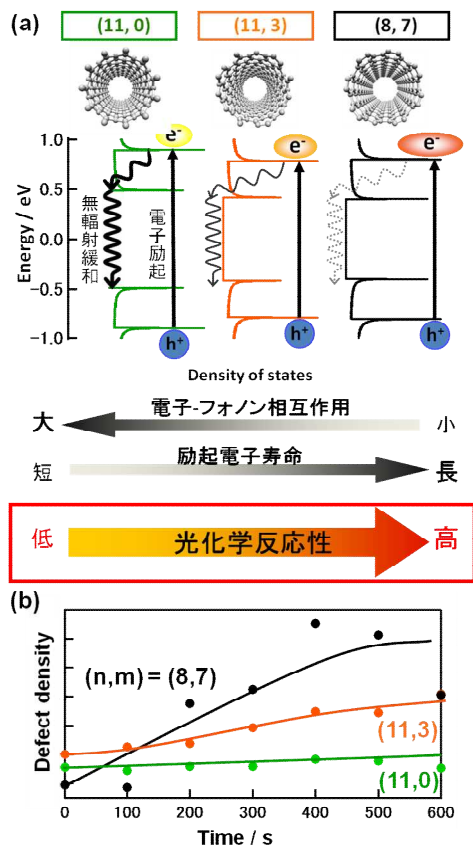 (a)
(11, 0)
(11, 3)
(8, 7)
Energy / eV
1.0
0.5
0.0
−0.5
−1.0
e-
無輻射緩和
電子励起
h+
e-
h+
e-
h+
Density of states
大
電子-フォノン相互作用
小
短
励起電子寿命
長
低
光化学反応性
高
(b)
Defect density
(n,m) = (8,7)
(11,3)
(11,0)
0 100 200 300 400 500 600
Time / s